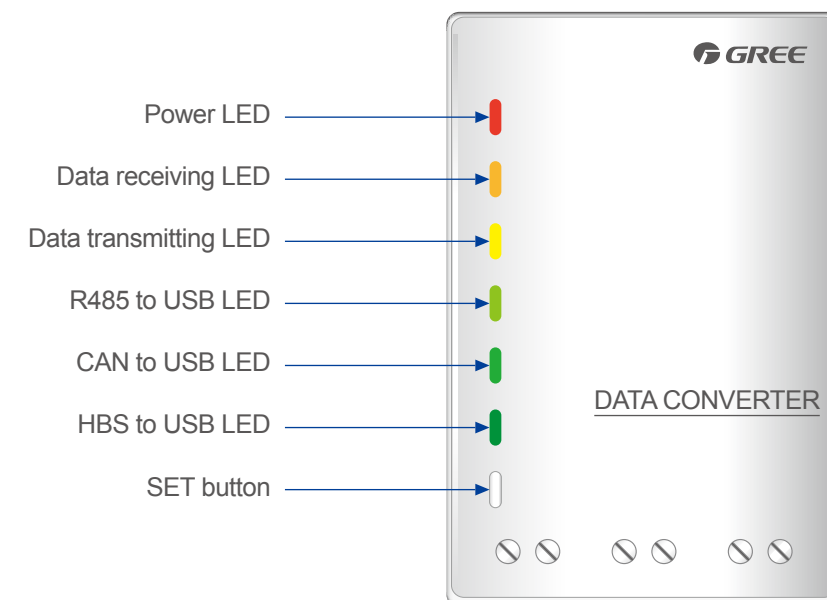 GREE
Power LED
Data receiving LED
Data transmitting LED
R485 to USB LED
CAN to USB LED
DATA CONVERTER
HBS to USB LED
SET button